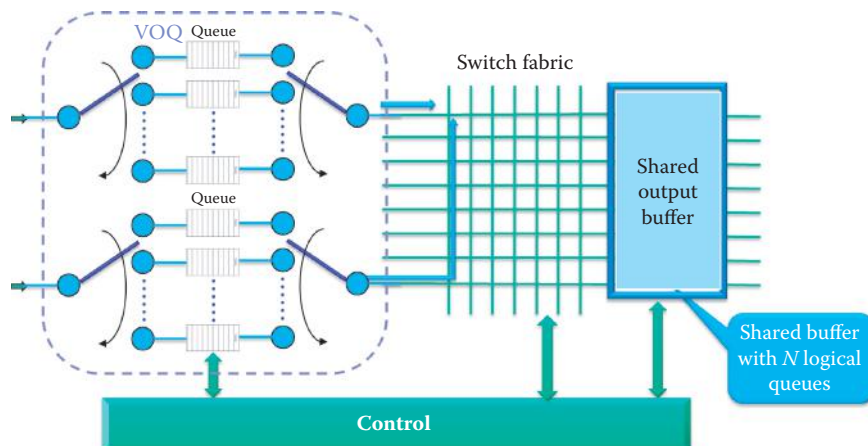 VOQ
Queue
Switch fabric
Queue
Shared
output
buffer
Shared buffer
with N logical
queues
Control